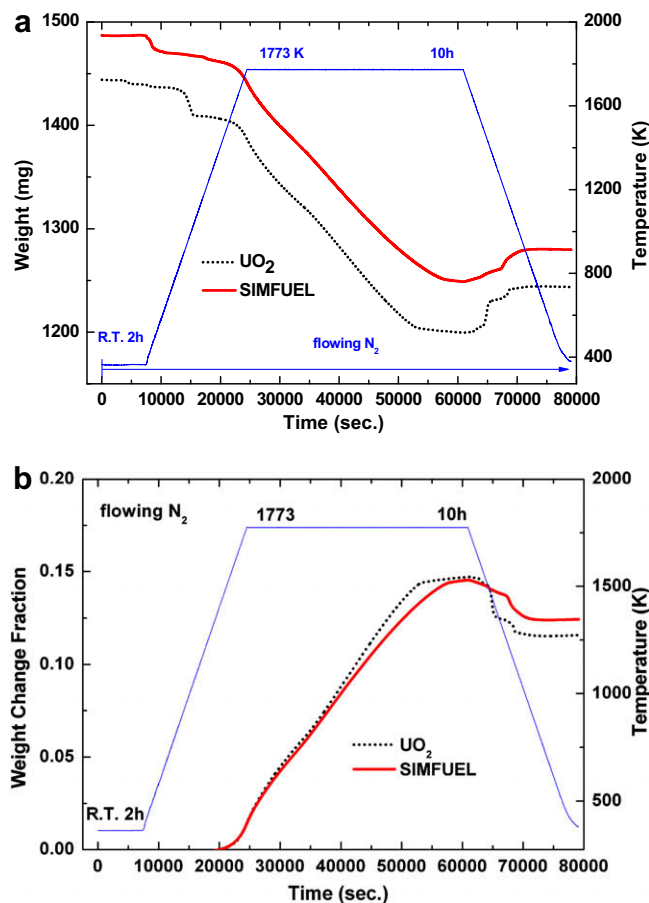 a
1500
1400
1300
1200
Weight (mg)
1773 K
10h
2000
1600
1200
800
400
Temperature (K)
UO2
SIMFUEL
R.T. 2h
flowing N2
0 10000 20000 30000 40000 50000 60000 70000 80000
Time (sec.)
b
0.20
0.15
0.10
0.05
0.00
Weight Change Fraction
flowing N2
1773
10h
2000
1500
1000
500
Temperature (K)
UO2
SIMFUEL
R.T. 2h
0 10000 20000 30000 40000 50000 60000 70000 80000
Time (sec.)